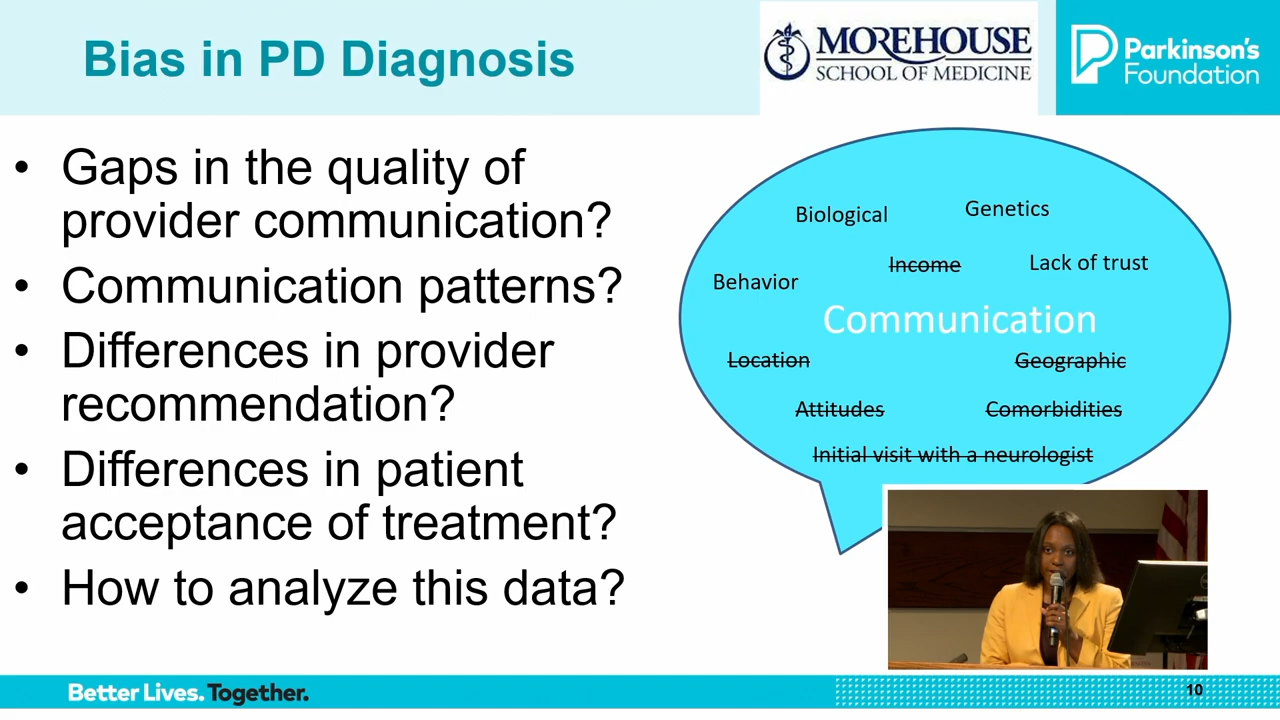 Bias in PD Diagnosis
MOREHOUSE
SCHOOL OF MEDICINE
Parkinson's
Foundation
• Gaps in the quality of
provider communication?
• Communication patterns?
• Differences in provider
recommendation?
• Differences in patient
acceptance of treatment?
• How to analyze this data?
Biological
Genetics
Income
Lack of trust
Behavior
Communication
Location
Geographic
Attitudes
Comorbidities
Initial visit with a neurologist
Better Lives. Together.
10